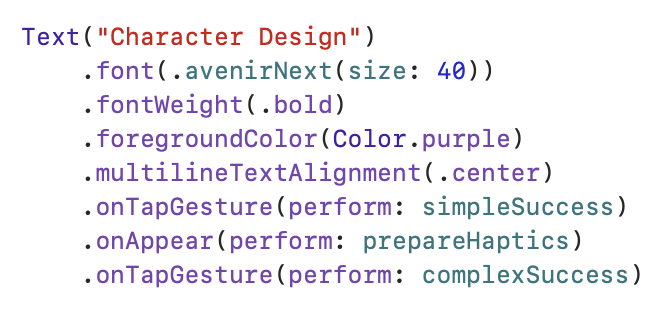 Text("Character Design")
    .font(.avenirNext(size: 40))
    .fontWeight(.bold)
    .foregroundColor(Color.purple)
    .multilineTextAlignment(.center)
    .onTapGesture(perform: simpleSuccess)
    .onAppear(perform: prepareHaptics)
    .onTapGesture(perform: complexSuccess)